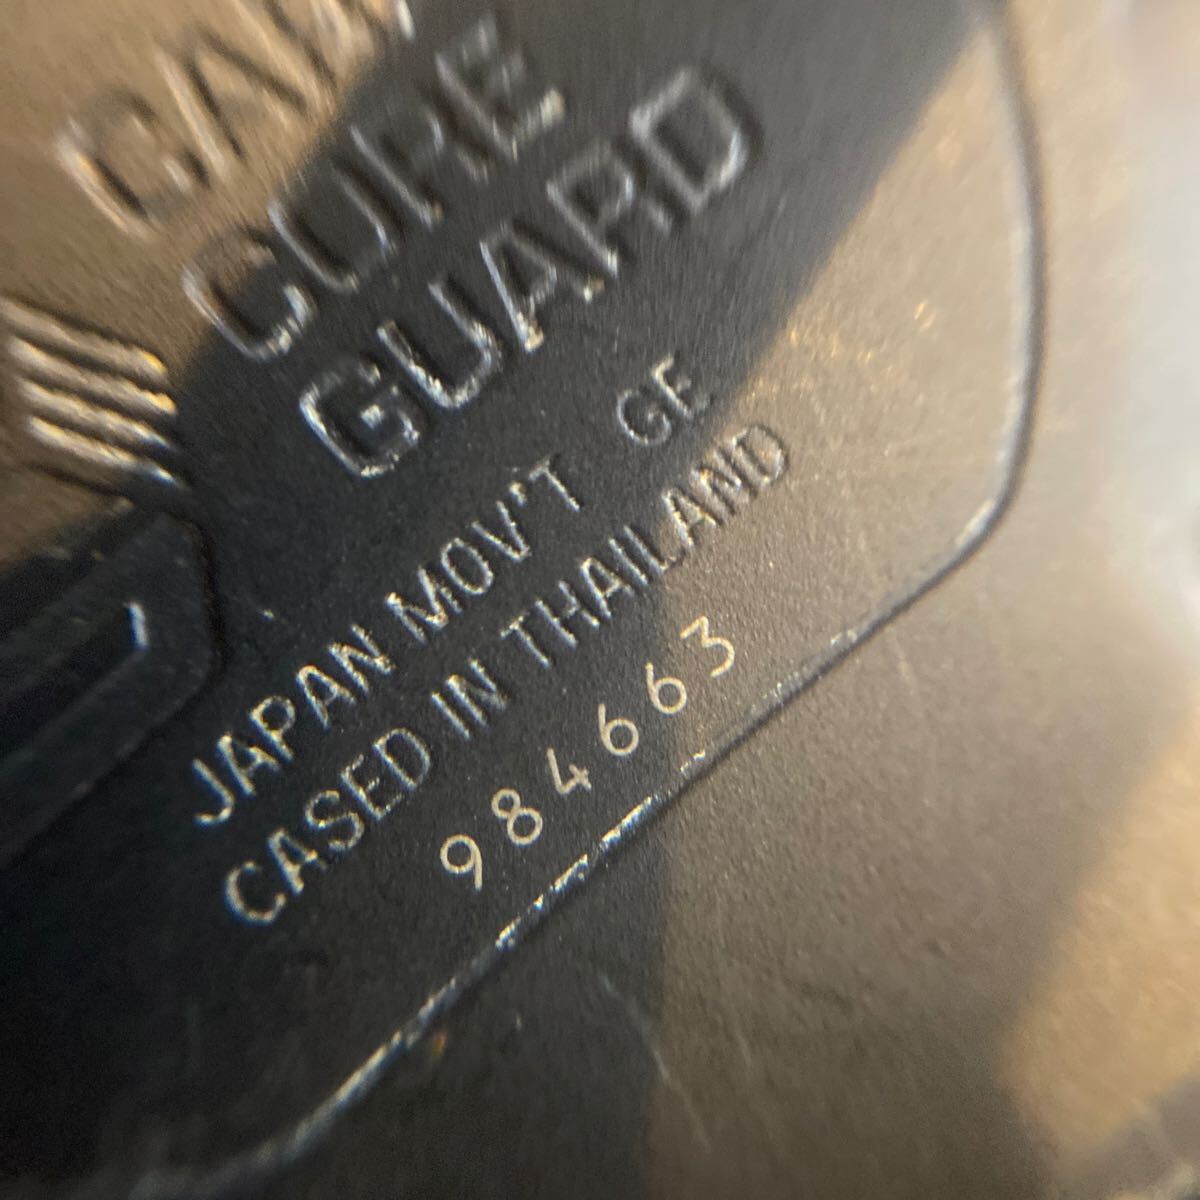 CORE
GUARD
JAPAN MOV'T GE
CASED IN THAILAND
984663